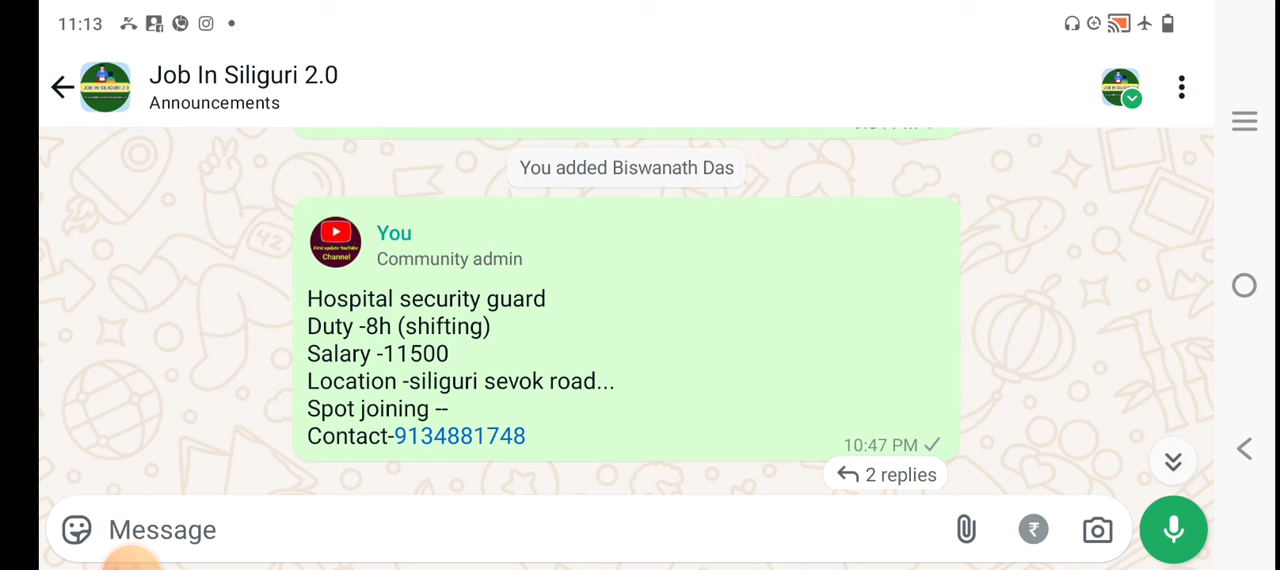 11:13
Job In Siliguri 2.0
Announcements
You added Biswanath Das
You
Community admin
Hospital security guard
Duty -8h (shifting)
Salary -11500
Location -siliguri sevok road...
Spot joining --
Contact-9134881748
10:47 PM
2 replies
Message